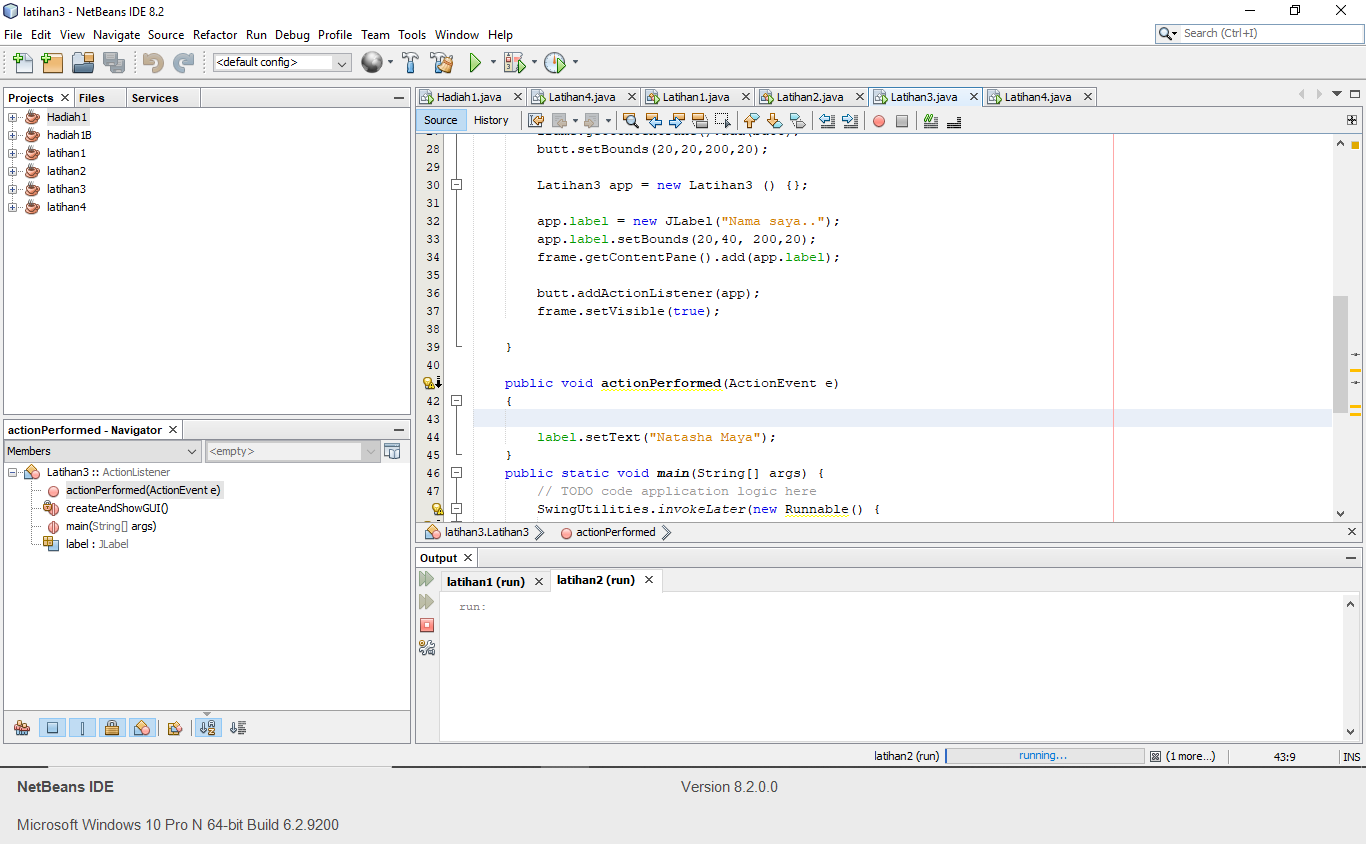 latihan3 - NetBeans IDE 8.2
File Edit View Navigate Source Refactor Run Debug Profile Team Tools Window Help
Search (Ctrl+I)
<default config>
Projects Files Services
Hadiah1
hadiah1B
latihan1
latihan2
latihan3
latihan4
actionPerformed - Navigator
Members <empty>
Latihan3 :: ActionListener
actionPerformed(ActionEvent e)
createAndShowGUI()
main(String[] args)
label : JLabel
Hadiah1.java Latihan4.java Latihan1.java Latihan2.java Latihan3.java Latihan4.java
Source History
28 butt.setBounds(20,20,200,20);
29
30 Latihan3 app = new Latihan3 () {};
31
32 app.label = new JLabel("Nama saya..");
33 app.label.setBounds(20,40, 200,20);
34 frame.getContentPane().add(app.label);
35
36 butt.addActionListener(app);
37 frame.setVisible(true);
38
39 }
40
public void actionPerformed(ActionEvent e)
42 {
43
44 label.setText("Natasha Maya");
45 }
46 public static void main(String[] args) {
47 // TODO code application logic here
SwingUtilities.invokeLater(new Runnable() {
latihan3.Latihan3 actionPerformed
Output
latihan1 (run) latihan2 (run)
run:
latihan2 (run) running... (1 more...) 43:9 INS
NetBeans IDE Version 8.2.0.0
Microsoft Windows 10 Pro N 64-bit Build 6.2.9200